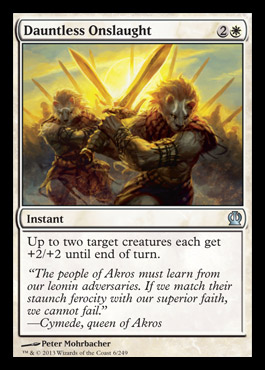 Dauntless Onslaught 2
Instant
Up to two target creatures each get
+2/+2 until end of turn.
“The people of Akros must learn from
our leonin adversaries. If we match their
staunch ferocity with our superior faith,
we cannot fail.”
—Cymede, queen of Akros
Peter Mohrbacher
™ & © 2013 Wizards of the Coast 6/249